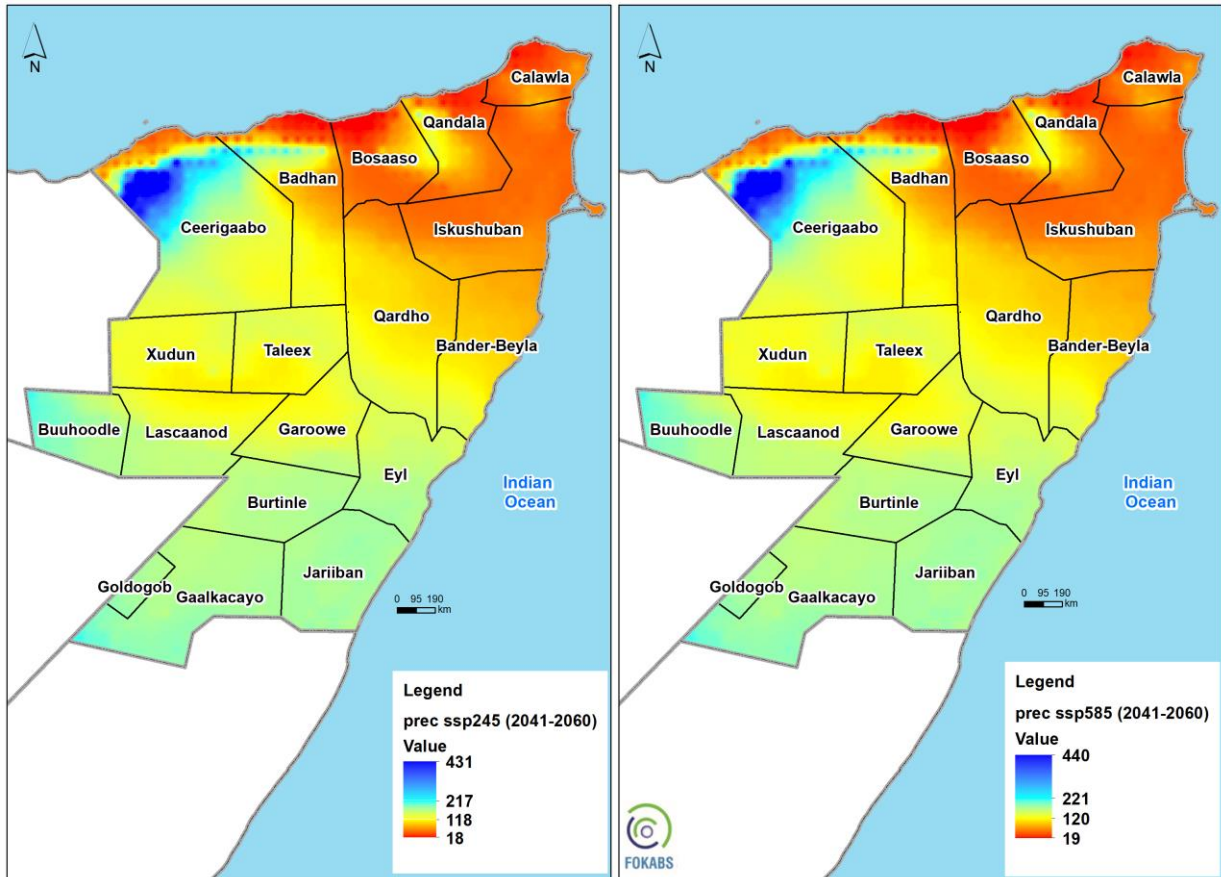 N
Calawla
Qandala
Bosaaso
Badhan
Ceerigaabo
Iskushuban
Qardho
Bander-Beyla
Xudun
Taleex
Buuhoodle
Lascaanod
Garoowe
Eyl
Burtinle
Indian
Ocean
Jariiban
Goldogob
Gaalkacayo
0 95 190
km
Legend
prec ssp245 (2041-2060)
Value
431
217
118
18
N
Calawla
Qandala
Bosaaso
Badhan
Ceerigaabo
Iskushuban
Qardho
Bander-Beyla
Xudun
Taleex
Buuhoodle
Lascaanod
Garoowe
Eyl
Burtinle
Indian
Ocean
Jariiban
Goldogob
Gaalkacayo
0 95 190
km
Legend
prec ssp585 (2041-2060)
Value
440
221
120
19
FOKABS